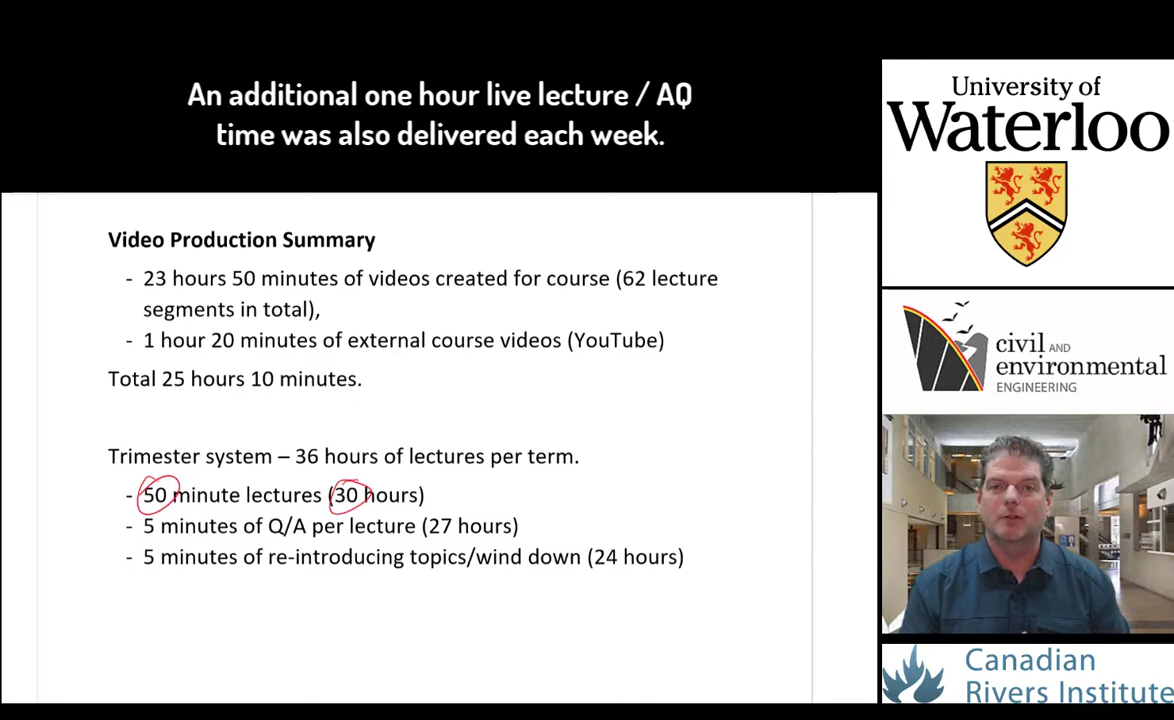 An additional one hour live lecture / AQ
time was also delivered each week.
Video Production Summary
- 23 hours 50 minutes of videos created for course (62 lecture
segments in total),
- 1 hour 20 minutes of external course videos (YouTube)
Total 25 hours 10 minutes.
Trimester system – 36 hours of lectures per term.
- 50 minute lectures (30 hours)
- 5 minutes of Q/A per lecture (27 hours)
- 5 minutes of re-introducing topics/wind down (24 hours)
University of
Waterloo
civil AND
environmental
ENGINEERING
Canadian
Rivers Institute